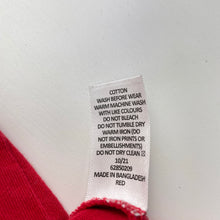 COTTON
WASH BEFORE WEAR
WARM MACHINE WASH
WITH LIKE COLOURS
DO NOT BLEACH
DO NOT TUMBLE DRY
WARM IRON (DO
NOT IRON PRINTS OR
EMBELLISHMENTS)
DO NOT DRY CLEAN
10/21
62850209
MADE IN BANGLADESH
RED